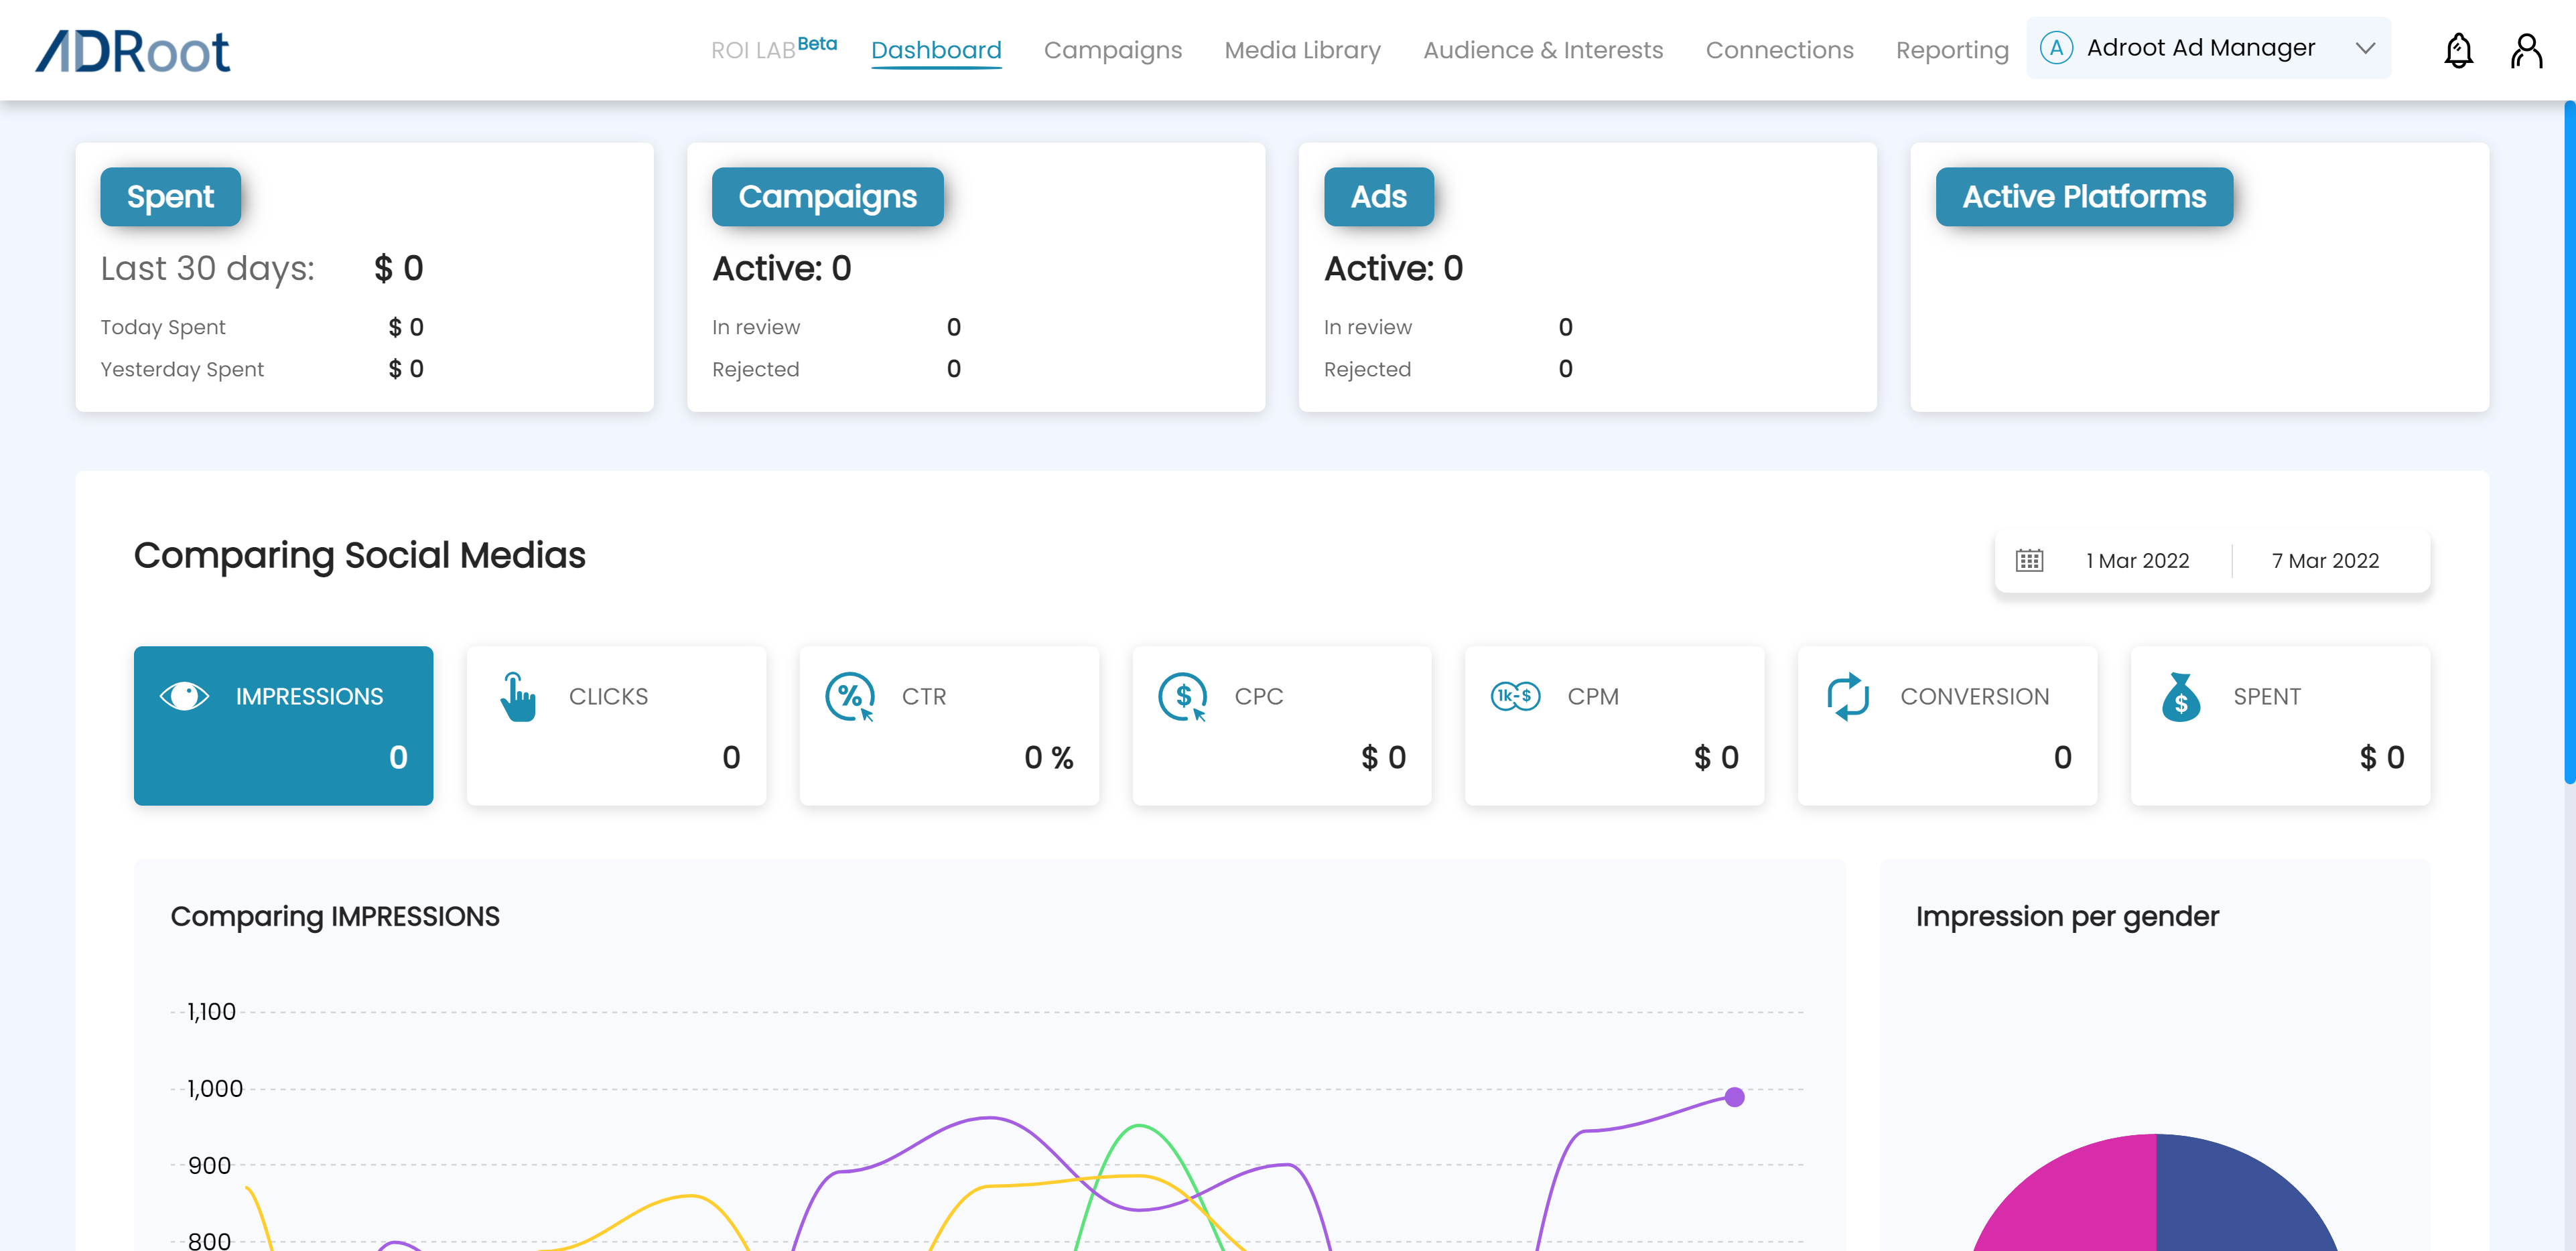 ADRoot
ROI LAB Beta Dashboard Campaigns Media Library Audience & Interests Connections Reporting A Adroot Ad Manager
Spent
Last 30 days: $ 0
Today Spent $ 0
Yesterday Spent $ 0
Campaigns
Active: 0
In review 0
Rejected 0
Ads
Active: 0
In review 0
Rejected 0
Active Platforms
Comparing Social Medias
1 Mar 2022 7 Mar 2022
IMPRESSIONS
0
CLICKS
0
% CTR
0 %
$ CPC
$ 0
1k-$ CPM
$ 0
CONVERSION
0
$ SPENT
$ 0
Comparing IMPRESSIONS
1,100
1,000
900
800
Impression per gender